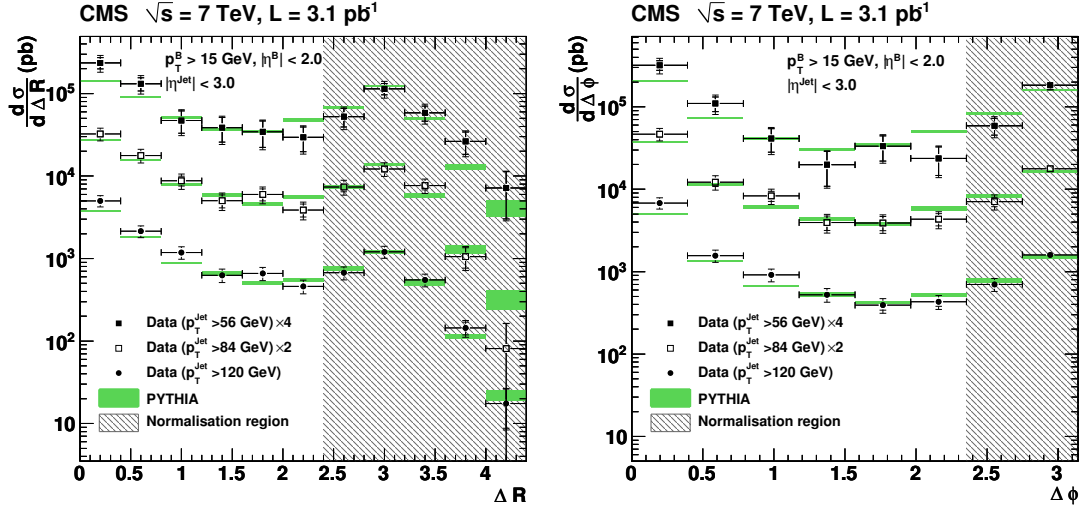 CMS √s = 7 TeV, L = 3.1 pb⁻¹
dσ/dΔR (pb)
p_T^B > 15 GeV, |η^B| < 2.0
|η^Jet| < 3.0
10⁵
10⁴
10³
10²
10
Data (p_T^Jet >56 GeV)×4
Data (p_T^Jet >84 GeV)×2
Data (p_T^Jet >120 GeV)
PYTHIA
Normalisation region
0 0.5 1 1.5 2 2.5 3 3.5 4
Δ R
CMS √s = 7 TeV, L = 3.1 pb⁻¹
dσ/dΔϕ (pb)
p_T^B > 15 GeV, |η^B| < 2.0
|η^Jet| < 3.0
10⁵
10⁴
10³
10²
10
Data (p_T^Jet >56 GeV)×4
Data (p_T^Jet >84 GeV)×2
Data (p_T^Jet >120 GeV)
PYTHIA
Normalisation region
0 0.5 1 1.5 2 2.5 3
Δ ϕ